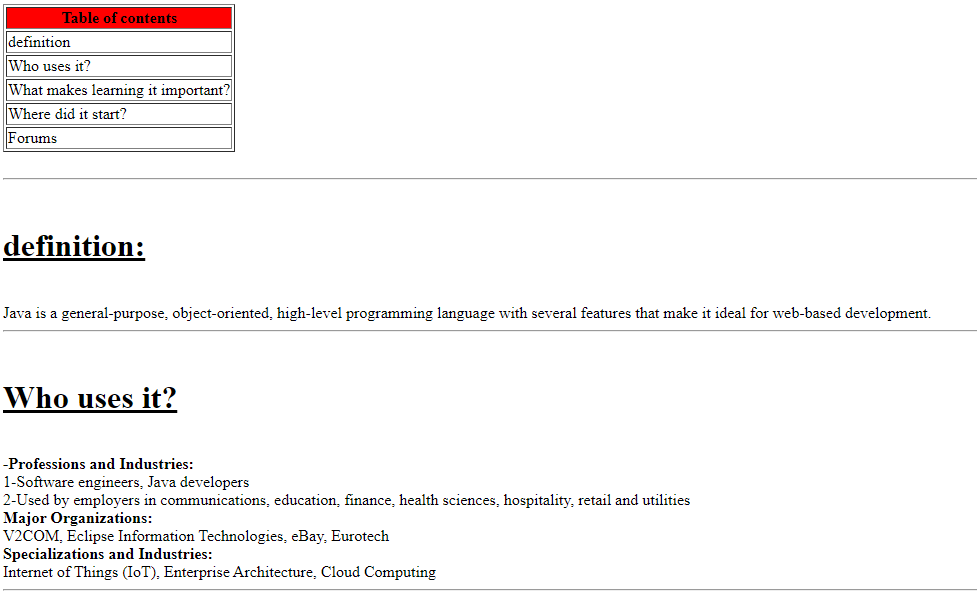 Table of contents
definition
Who uses it?
What makes learning it important?
Where did it start?
Forums
definition:
Java is a general-purpose, object-oriented, high-level programming language with several features that make it ideal for web-based development.
Who uses it?
-Professions and Industries:
1-Software engineers, Java developers
2-Used by employers in communications, education, finance, health sciences, hospitality, retail and utilities
Major Organizations:
V2COM, Eclipse Information Technologies, eBay, Eurotech
Specializations and Industries:
Internet of Things (IoT), Enterprise Architecture, Cloud Computing